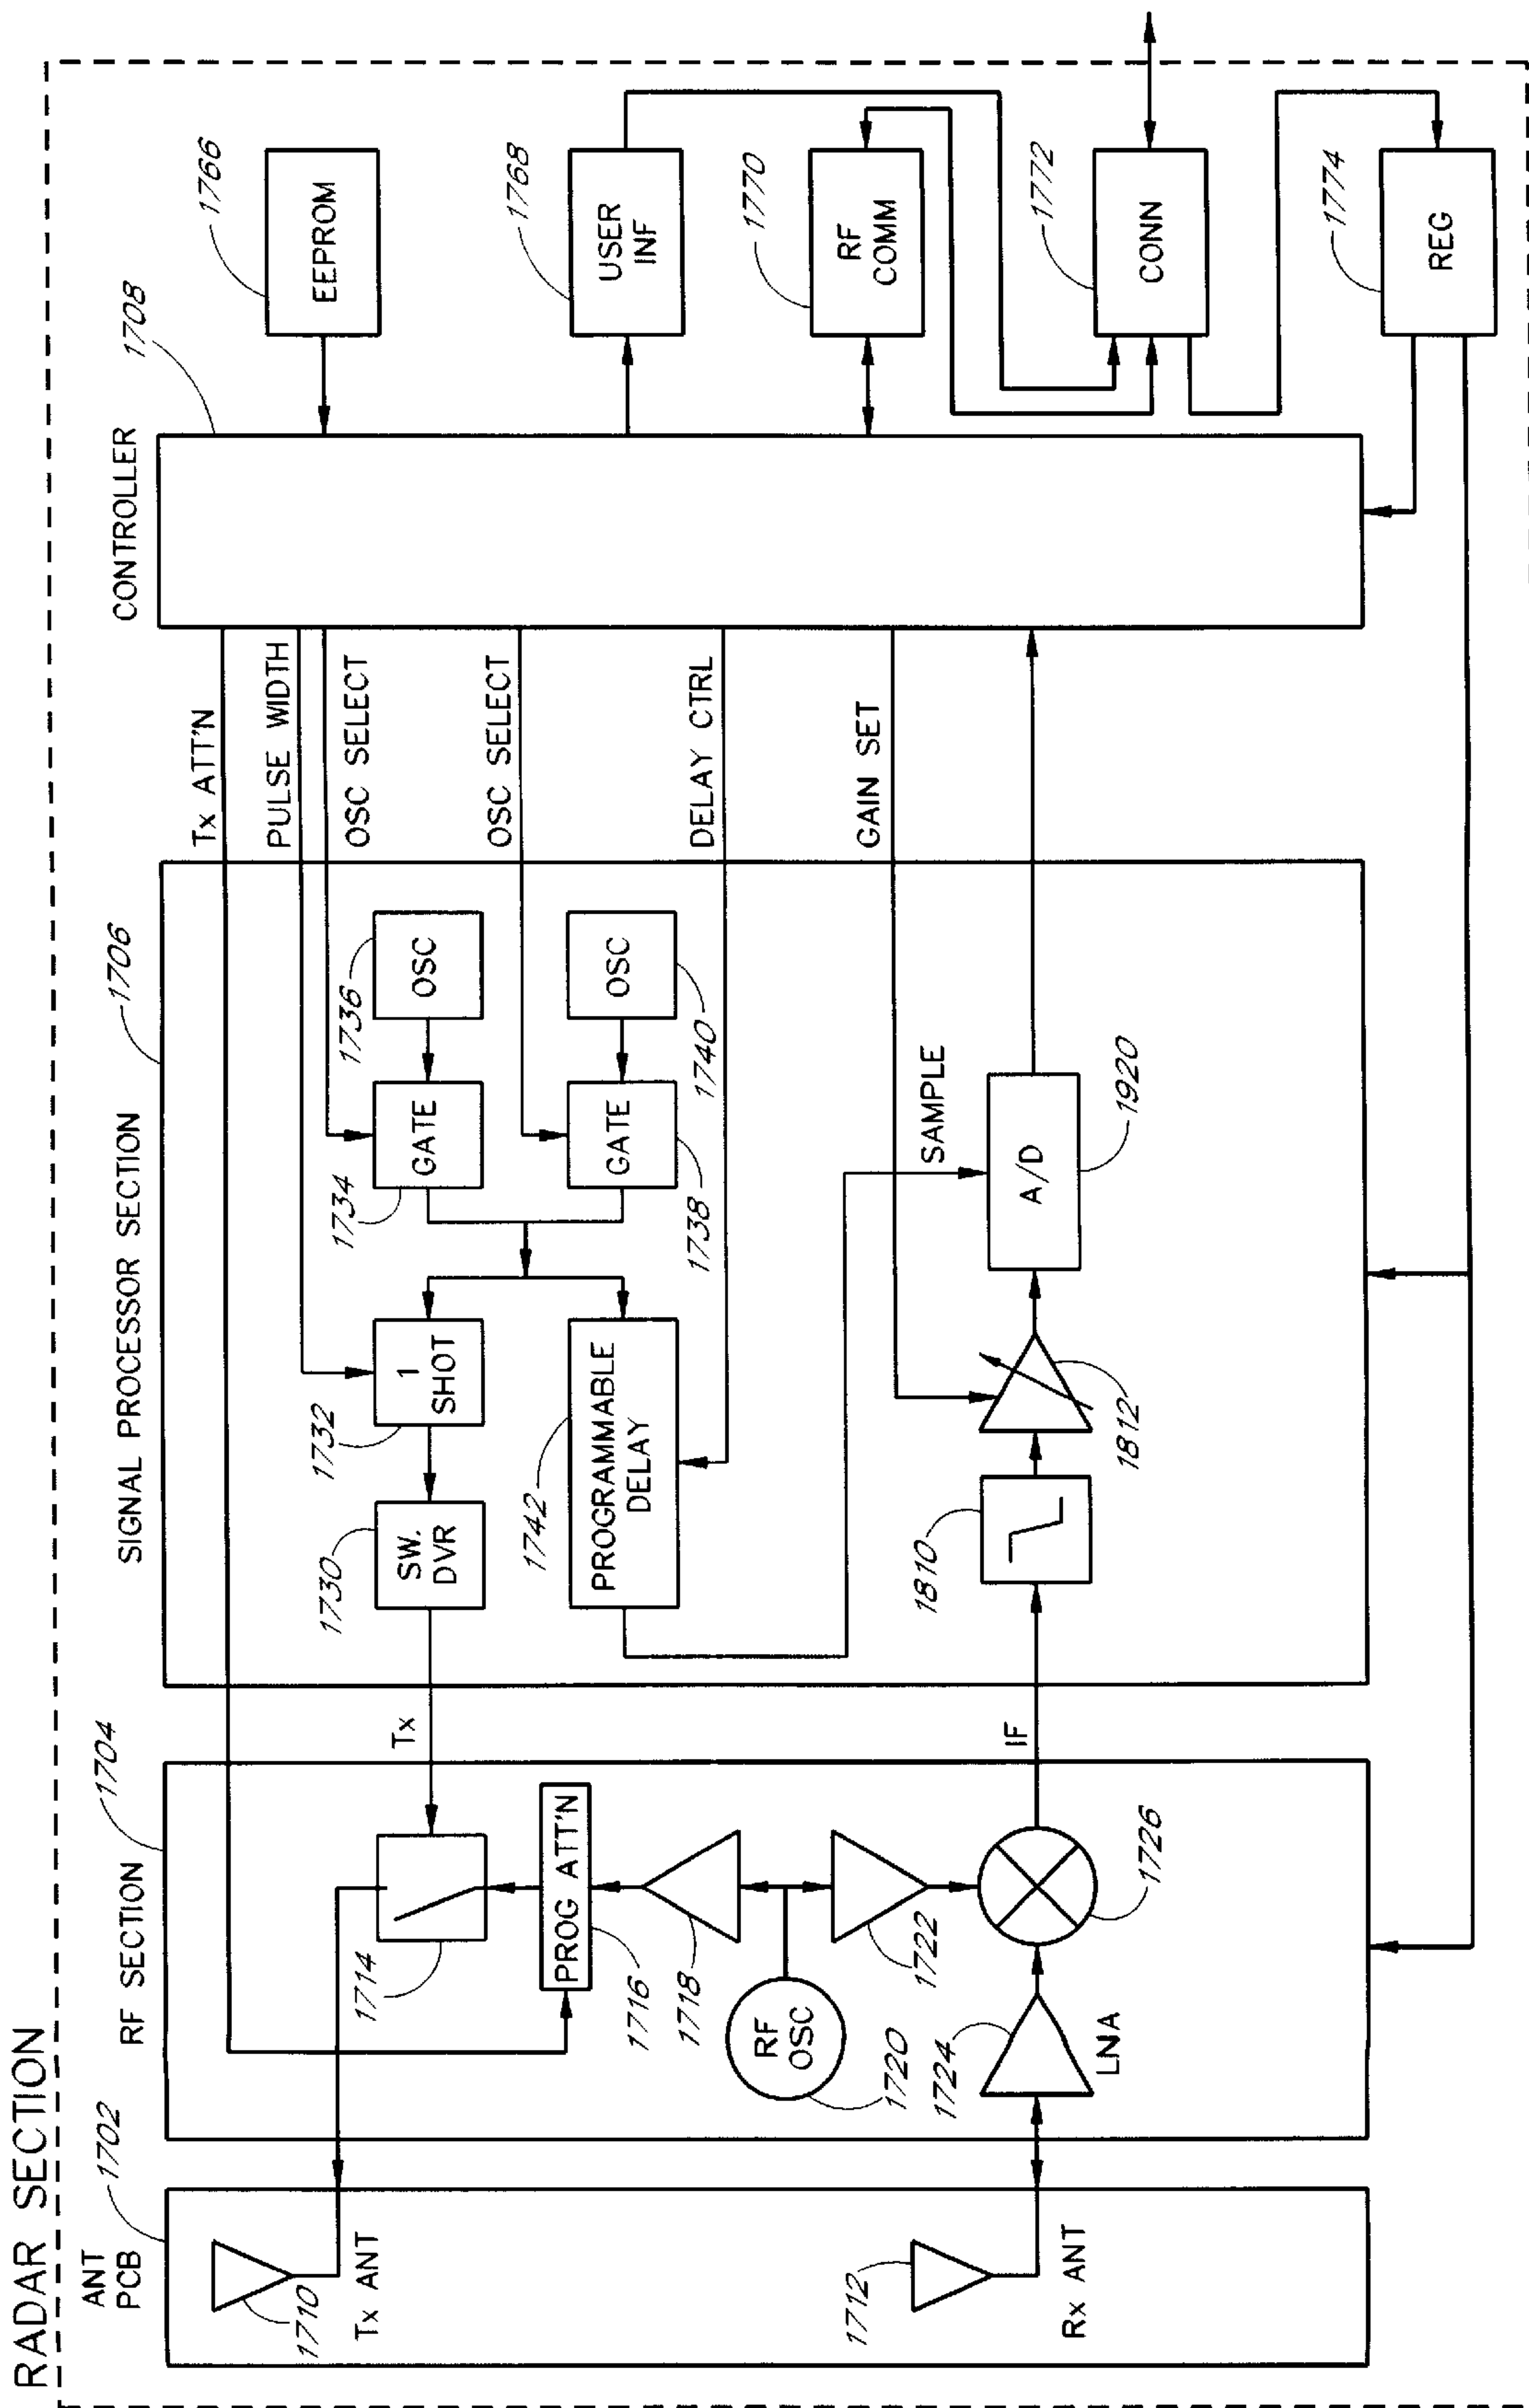 RADAR SECTION
ANT
PCB
1702
1710
Tx ANT
1712
Rx ANT
RF SECTION
1704
1714
PROG ATT'N
1716
1718
RF
OSC
1720
1722
1724
LNA
1726
Tx
IF
SIGNAL PROCESSOR SECTION
1706
SW.
DVR
1730
1
SHOT
1732
GATE
1734
OSC
1736
GATE
1738
OSC
1740
PROGRAMMABLE
DELAY
1742
1810
1812
SAMPLE
A/D
1920
Tx ATT'N
PULSE WIDTH
OSC SELECT
OSC SELECT
DELAY CTRL
GAIN SET
CONTROLLER
1708
EEPROM
1766
USER
INF
1768
RF
COMM
1770
CONN
1772
REG
1774